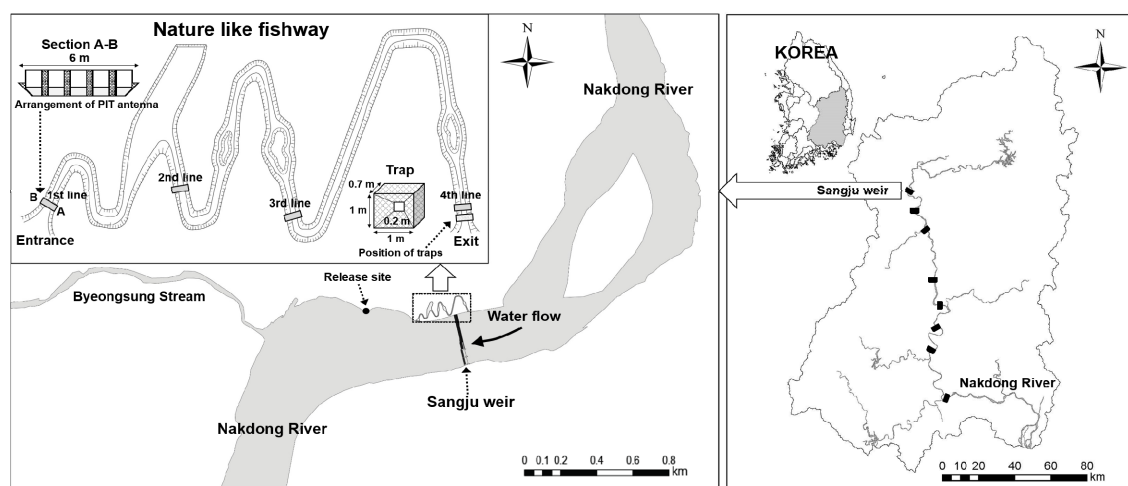 Nature like fishway
Section A-B
6 m
Arrangement of PIT antenna
B
1st line
A
Entrance
2nd line
3rd line
Trap
0.7 m
1 m
0.2 m
1 m
4th line
Position of traps
Exit
N
Nakdong River
Release site
Byeongsung Stream
Water flow
Sangju weir
Nakdong River
0 0.1 0.2 0.4 0.6 0.8
km
KOREA
N
Sangju weir
Nakdong River
0 10 20 40 60 80
km